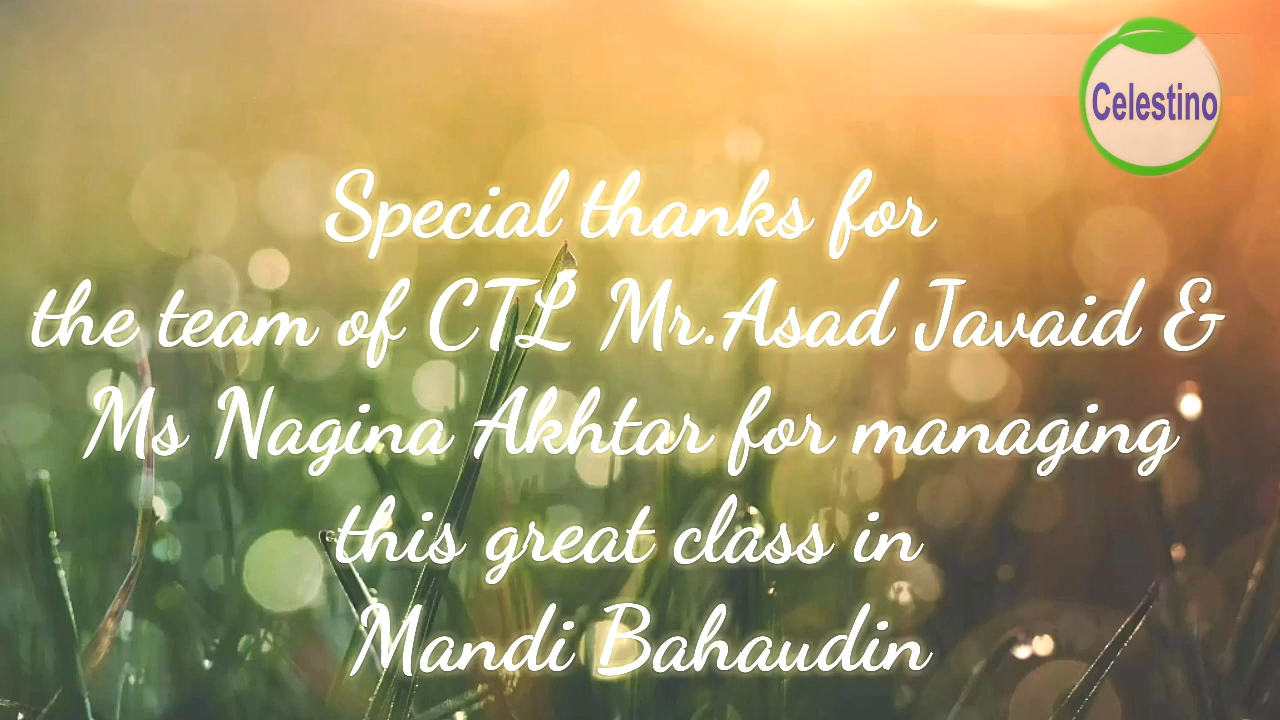 Celestino
Special thanks for
the team of CTL Mr.Asad Javaid &
Ms Nagina Akhtar for managing
this great class in
Mandi Bahaudin